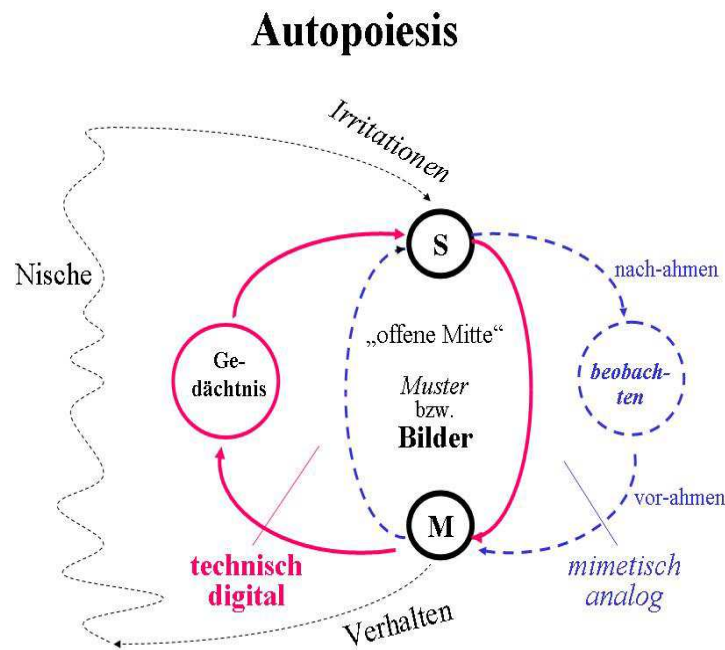 Autopoiesis
Irritationen
S
Nische
nach-ahmen
„offene Mitte“
Ge-
dächtnis
Muster
bzw.
Bilder
beobach-
ten
vor-ahmen
M
technisch
digital
mimetisch
analog
Verhalten